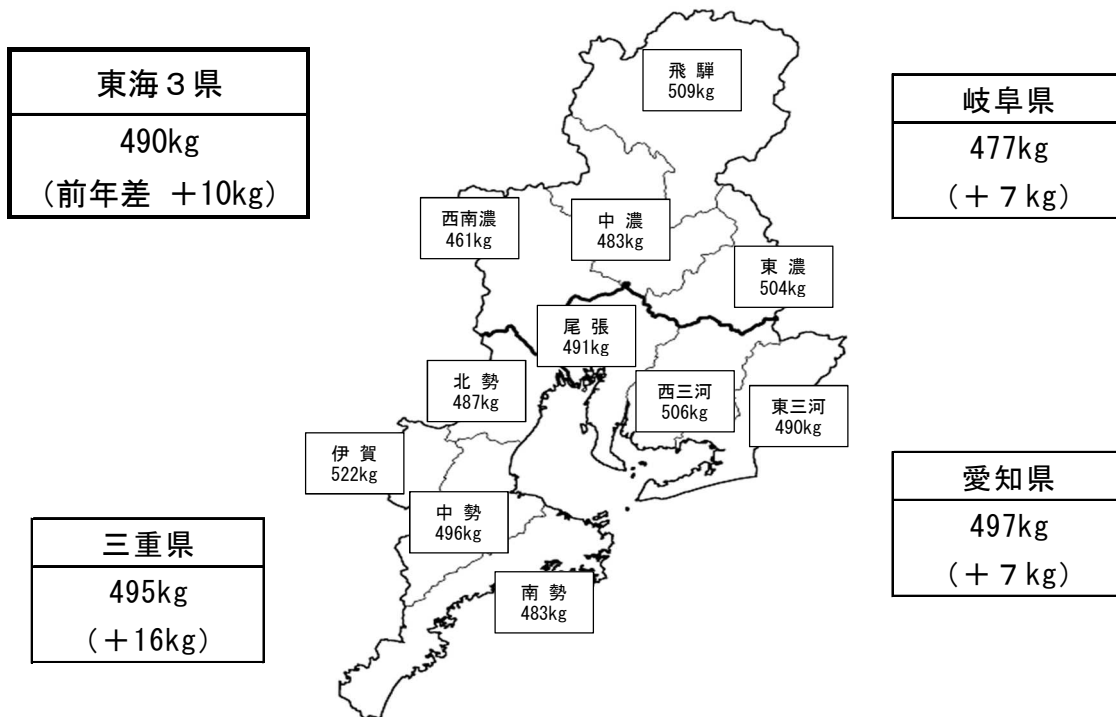 東海３県
490kg
（前年差 ＋10kg）
岐阜県
477kg
（＋７kg）
飛 騨
509kg
西南濃
461kg
中 濃
483kg
東 濃
504kg
尾 張
491kg
北 勢
487kg
西三河
506kg
東三河
490kg
伊 賀
522kg
中 勢
496kg
南 勢
483kg
三重県
495kg
（＋16kg）
愛知県
497kg
（＋７kg）